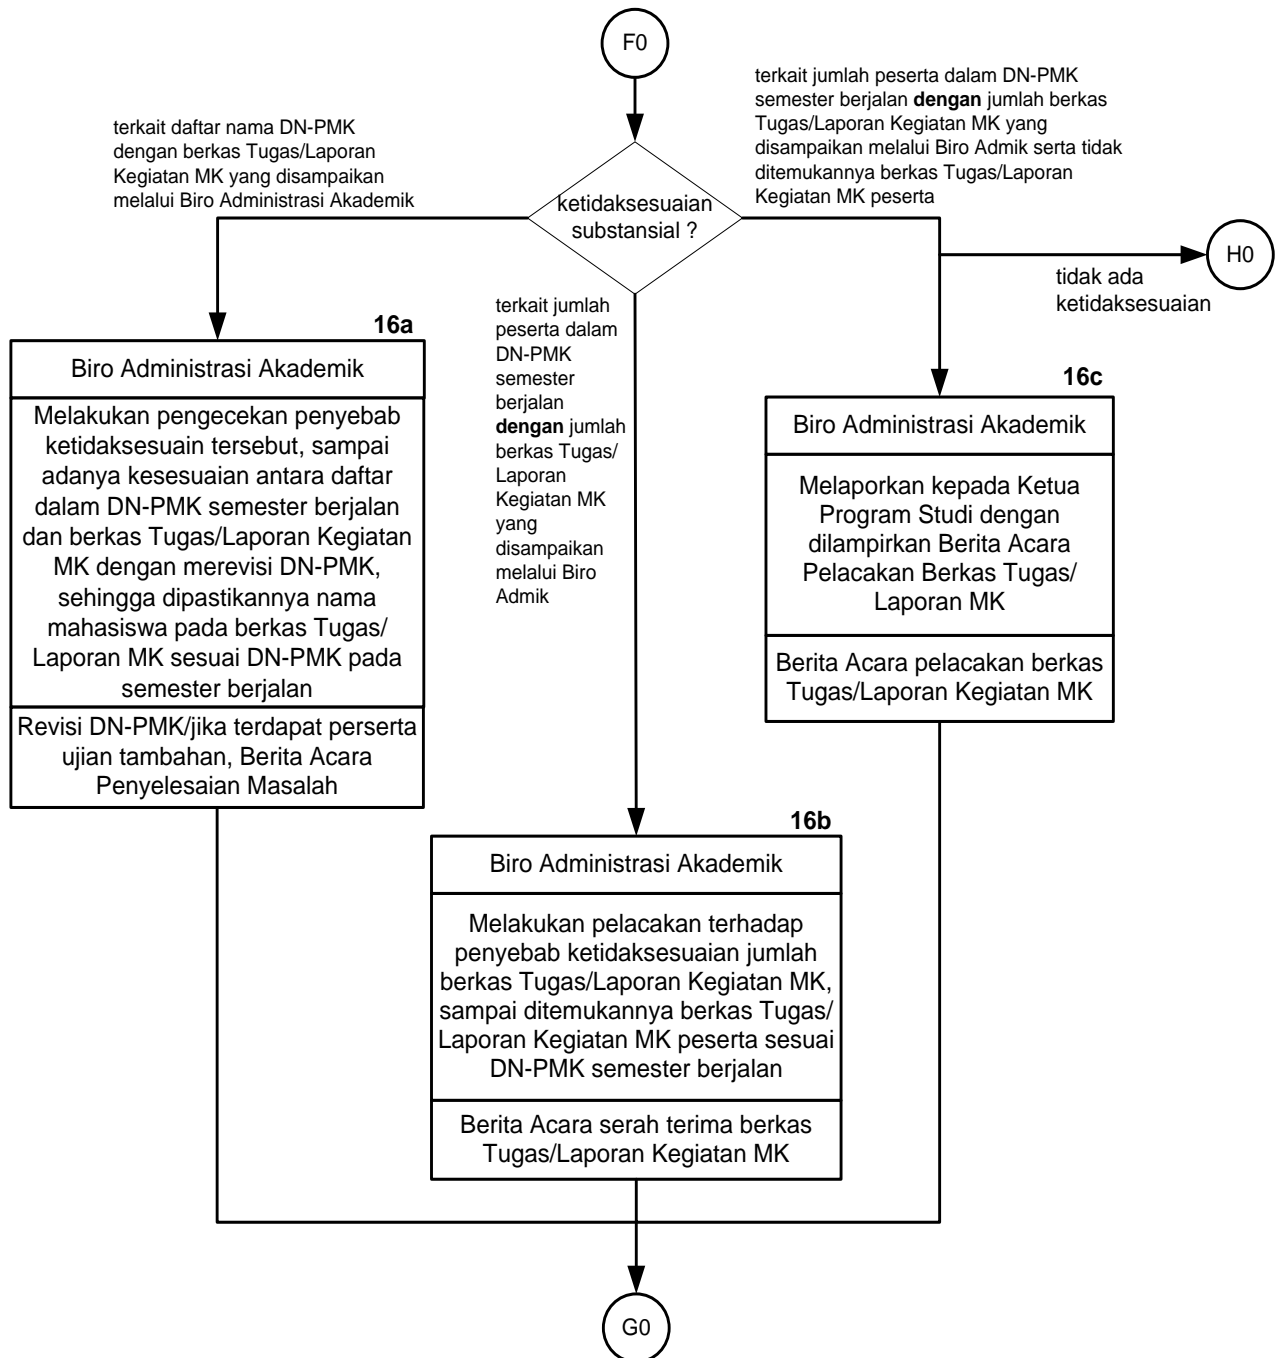 F0
terkait jumlah peserta dalam DN-PMK
semester berjalan dengan jumlah berkas
Tugas/Laporan Kegiatan MK yang
disampaikan melalui Biro Admik serta tidak
ditemukannya berkas Tugas/Laporan
Kegiatan MK peserta
terkait daftar nama DN-PMK
dengan berkas Tugas/Laporan
Kegiatan MK yang disampaikan
melalui Biro Administrasi Akademik
ketidaksesuaian
substansial ?
H0
tidak ada
ketidaksesuaian
terkait jumlah
peserta dalam
DN-PMK
semester
berjalan
dengan jumlah
berkas Tugas/
Laporan
Kegiatan MK
yang
disampaikan
melalui Biro
Admik
16a
Biro Administrasi Akademik
Melakukan pengecekan penyebab
ketidaksesuain tersebut, sampai
adanya kesesuaian antara daftar
dalam DN-PMK semester berjalan
dan berkas Tugas/Laporan Kegiatan
MK dengan merevisi DN-PMK,
sehingga dipastikannya nama
mahasiswa pada berkas Tugas/
Laporan MK sesuai DN-PMK pada
semester berjalan
Revisi DN-PMK/jika terdapat perserta
ujian tambahan, Berita Acara
Penyelesaian Masalah
16c
Biro Administrasi Akademik
Melaporkan kepada Ketua
Program Studi dengan
dilampirkan Berita Acara
Pelacakan Berkas Tugas/
Laporan MK
Berita Acara pelacakan berkas
Tugas/Laporan Kegiatan MK
16b
Biro Administrasi Akademik
Melakukan pelacakan terhadap
penyebab ketidaksesuaian jumlah
berkas Tugas/Laporan Kegiatan MK,
sampai ditemukannya berkas Tugas/
Laporan Kegiatan MK peserta sesuai
DN-PMK semester berjalan
Berita Acara serah terima berkas
Tugas/Laporan Kegiatan MK
G0